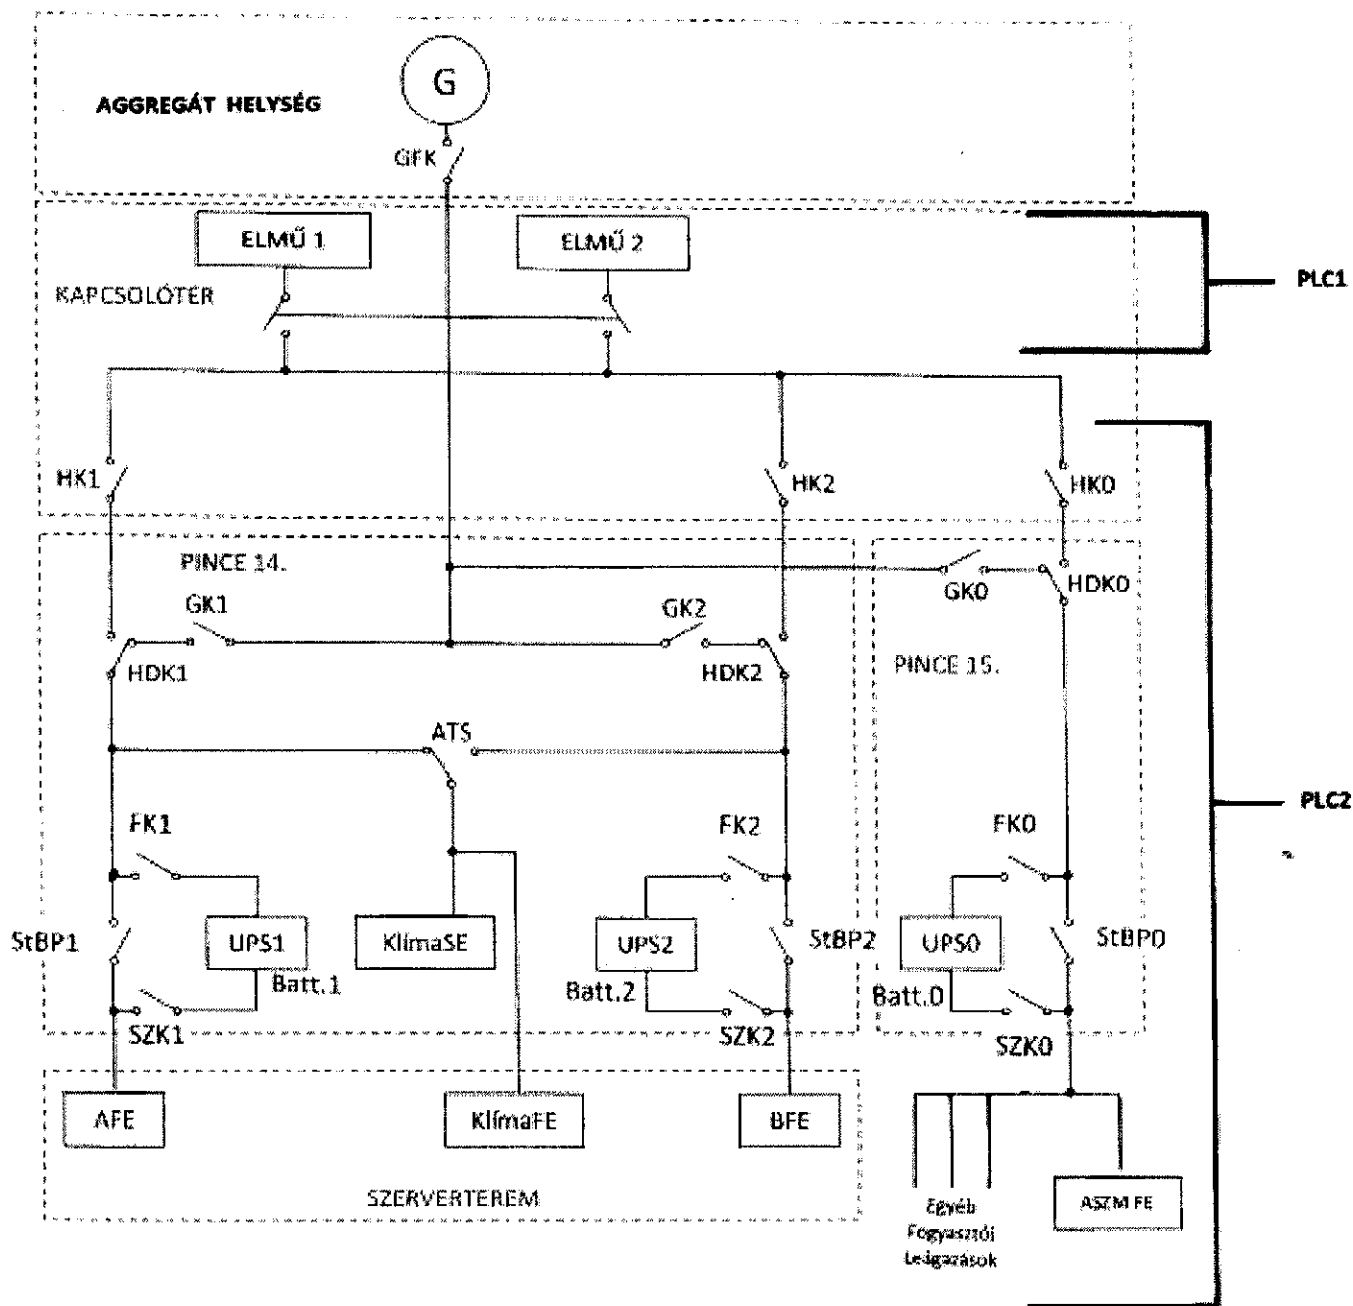 G
AGGREGÁT HELYSÉG
GFK
ELMŰ 1
ELMŰ 2
KAPCSOLÓTÉR
PLC1
HK1
HK2
HK0
PINCE 14.
GK1
GK2
GK0
HDK0
HDK1
HDK2
PINCE 15.
ATS
PLC2
FK1
FK2
FK0
StBP1
UPS1
KlímaSE
UPS2
StBP2
UPS0
StBP0
Batt.1
Batt.2
Batt.0
SZK1
SZK2
SZK0
AFE
KlímaFE
BFE
SZERVERTEREM
Egyéb
Fogyasztói
Leágazások
ASZM FE